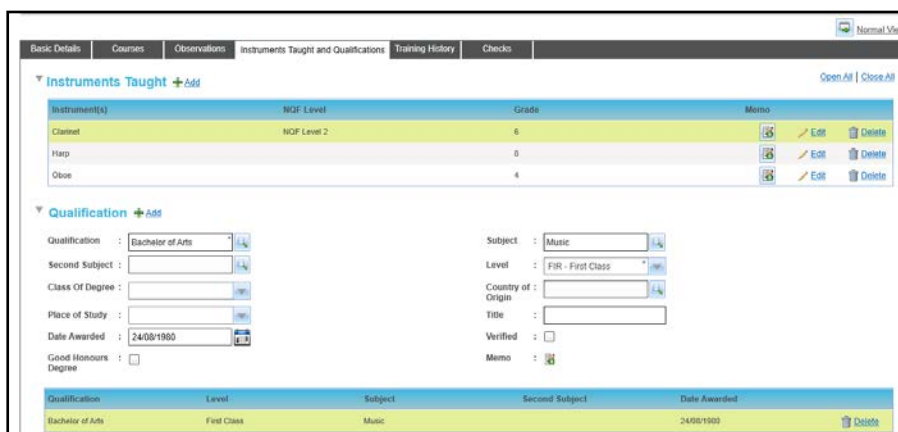 Normal Vie
Basic Details Courses Observations Instruments Taught and Qualifications Training History Checks
Instruments Taught Add Open All | Close All
Instrument(s) NQF Level Grade Memo
Clarinet NQF Level 2 6 Edit Delete
Harp 8 Edit Delete
Oboe 4 Edit Delete
Qualification Add
Qualification : Bachelor of Arts * Subject : Music
Second Subject : Level : FIR - First Class *
Class Of Degree : Country of Origin :
Place of Study : Title :
Date Awarded : 24/08/1980 Verified :
Good Honours Degree : Memo :
Qualification Level Subject Second Subject Date Awarded
Bachelor of Arts First Class Music 24/08/1980 Delete